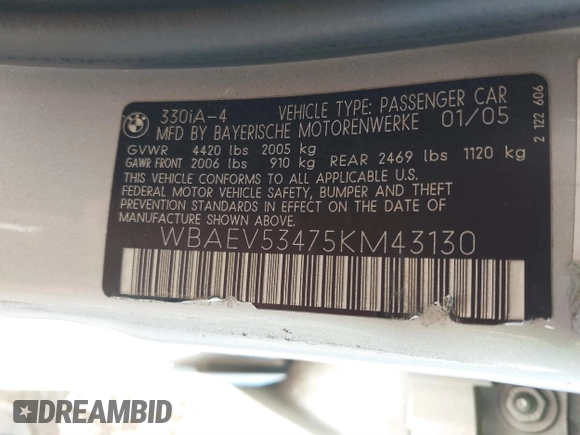 330iA-4 VEHICLE TYPE: PASSENGER CAR
MFD BY BAYERISCHE MOTORENWERKE 01/05
GVWR 4420 lbs 2005 kg
GAWR FRONT 2006 lbs 910 kg REAR 2469 lbs 1120 kg
THIS VEHICLE CONFORMS TO ALL APPLICABLE U.S.
FEDERAL MOTOR VEHICLE SAFETY, BUMPER AND THEFT
PREVENTION STANDARDS IN EFFECT ON THE DATE OF
MANUFACTURE SHOWN ABOVE.
WBAEV53475KM43130
2 122 606
DREAMBID